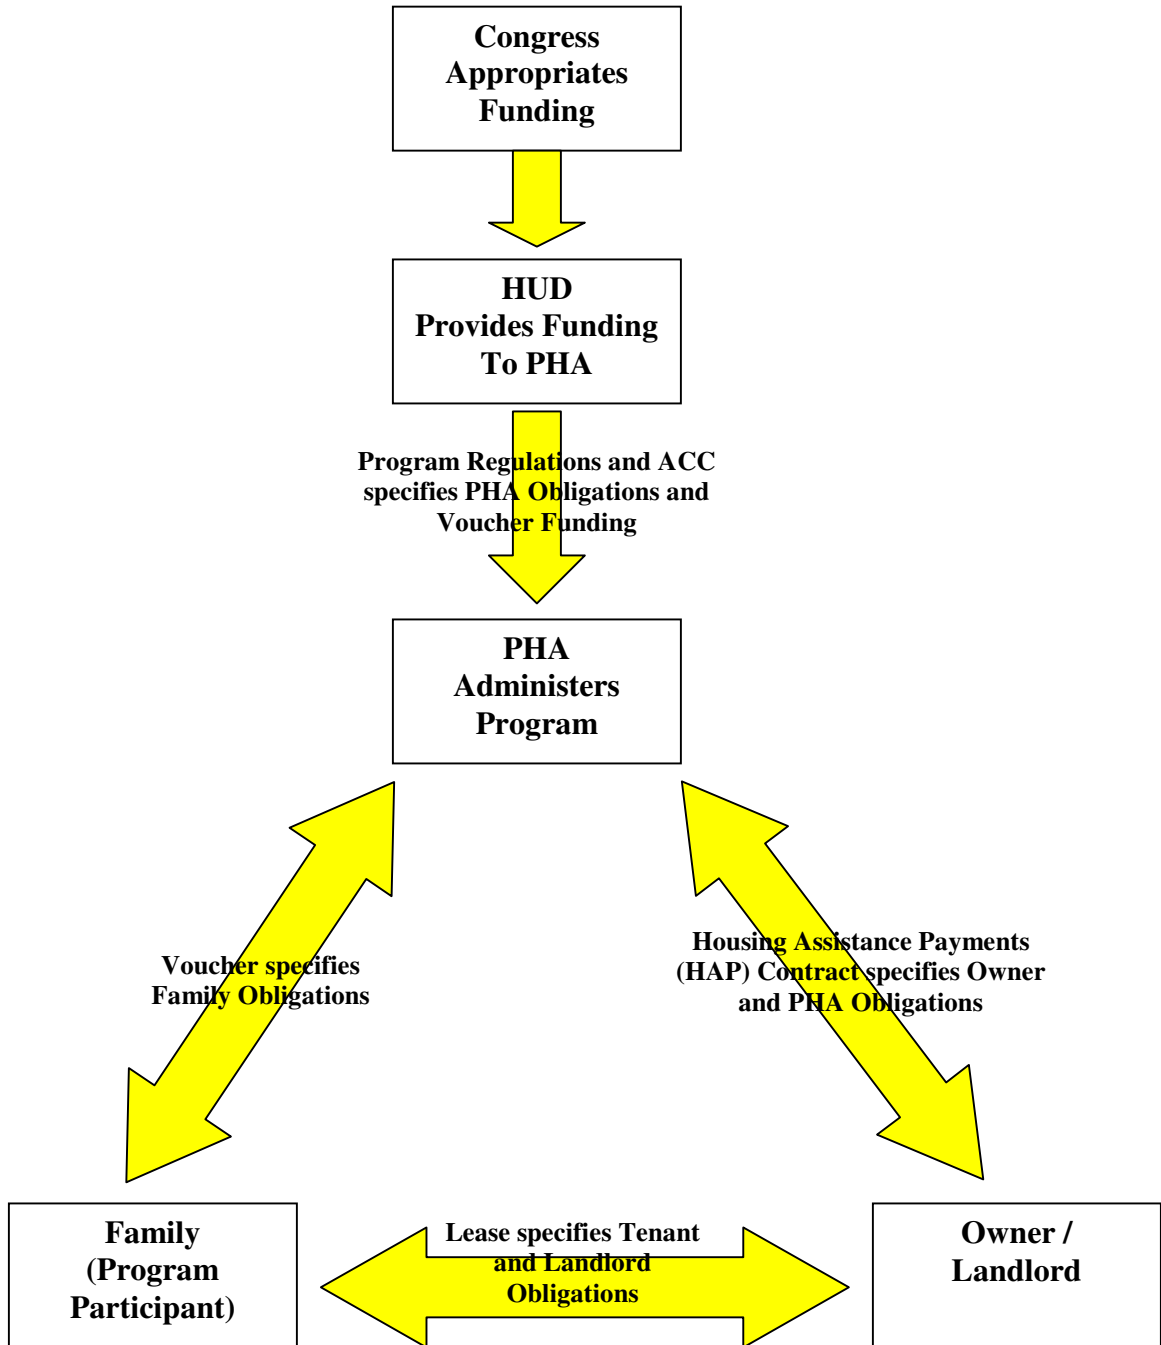 Congress
Appropriates
Funding
HUD
Provides Funding
To PHA
Program Regulations and ACC
specifies PHA Obligations and
Voucher Funding
PHA
Administers
Program
Voucher specifies
Family Obligations
Housing Assistance Payments
(HAP) Contract specifies Owner
and PHA Obligations
Family
(Program
Participant)
Lease specifies Tenant
and Landlord
Obligations
Owner /
Landlord